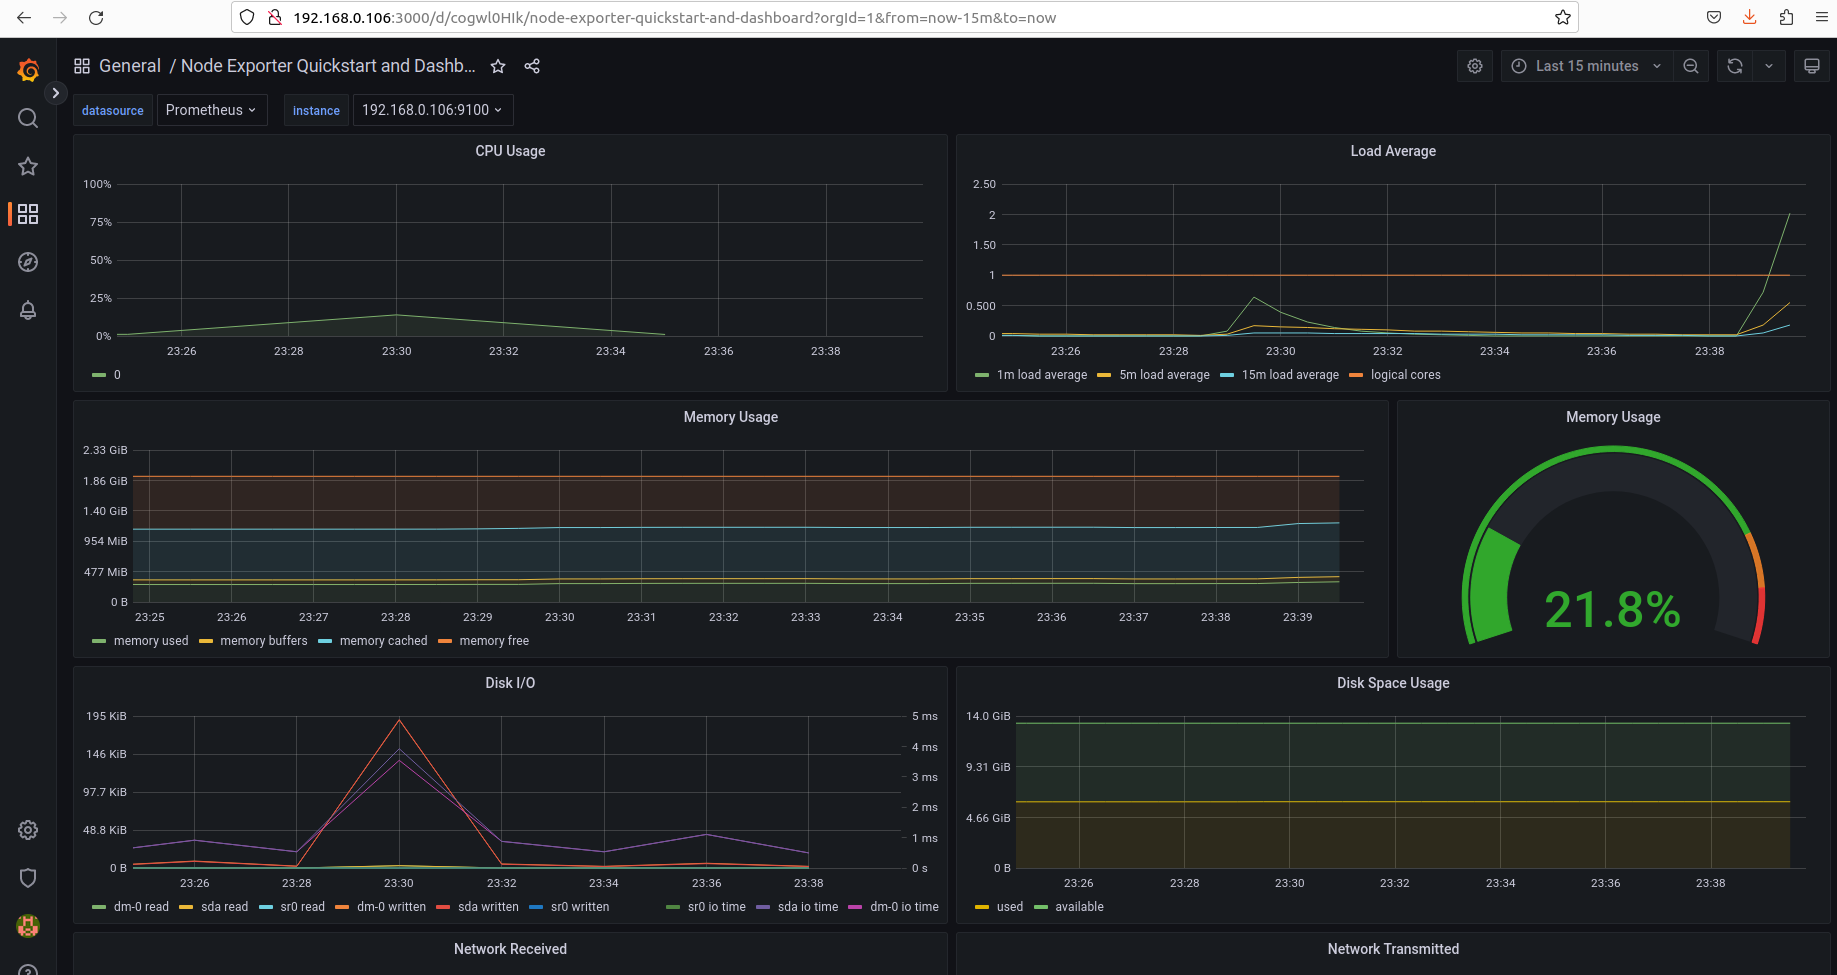 192.168.0.106:3000/d/cogwl0HIk/node-exporter-quickstart-and-dashboard?orgId=1&from=now-15m&to=now
General / Node Exporter Quickstart and Dashb...
Last 15 minutes
datasource Prometheus instance 192.168.0.106:9100
CPU Usage
100%
75%
50%
25%
0%
23:26 23:28 23:30 23:32 23:34 23:36 23:38
0
Load Average
2.50
2
1.50
1
0.500
0
23:26 23:28 23:30 23:32 23:34 23:36 23:38
1m load average 5m load average 15m load average logical cores
Memory Usage
2.33 GiB
1.86 GiB
1.40 GiB
954 MiB
477 MiB
0 B
23:25 23:26 23:27 23:28 23:29 23:30 23:31 23:32 23:33 23:34 23:35 23:36 23:37 23:38 23:39
memory used memory buffers memory cached memory free
Memory Usage
21.8%
Disk I/O
195 KiB 5 ms
146 KiB 4 ms
97.7 KiB 3 ms
48.8 KiB 2 ms
0 B 1 ms
0 s
23:26 23:28 23:30 23:32 23:34 23:36 23:38
dm-0 read sda read sr0 read dm-0 written sda written sr0 written sr0 io time sda io time dm-0 io time
Disk Space Usage
14.0 GiB
9.31 GiB
4.66 GiB
0 B
23:26 23:28 23:30 23:32 23:34 23:36 23:38
used available
Network Received
Network Transmitted